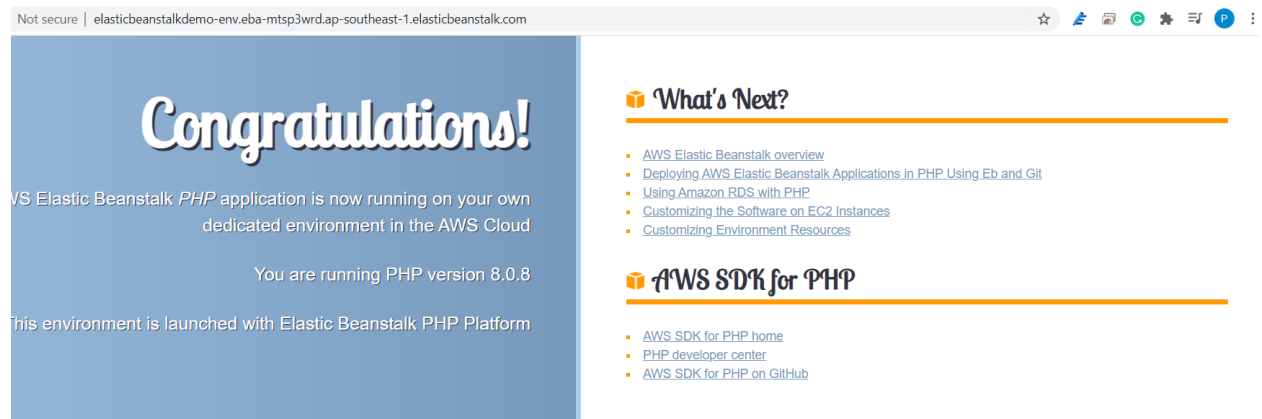 Not secure | elasticbeanstalkdemo-env.eba-mtsp3wrd.ap-southeast-1.elasticbeanstalk.com
P
Congratulations!
WS Elastic Beanstalk PHP application is now running on your own
dedicated environment in the AWS Cloud
You are running PHP version 8.0.8
This environment is launched with Elastic Beanstalk PHP Platform
What's Next?
AWS Elastic Beanstalk overview
Deploying AWS Elastic Beanstalk Applications in PHP Using Eb and Git
Using Amazon RDS with PHP
Customizing the Software on EC2 Instances
Customizing Environment Resources
AWS SDK for PHP
AWS SDK for PHP home
PHP developer center
AWS SDK for PHP on GitHub